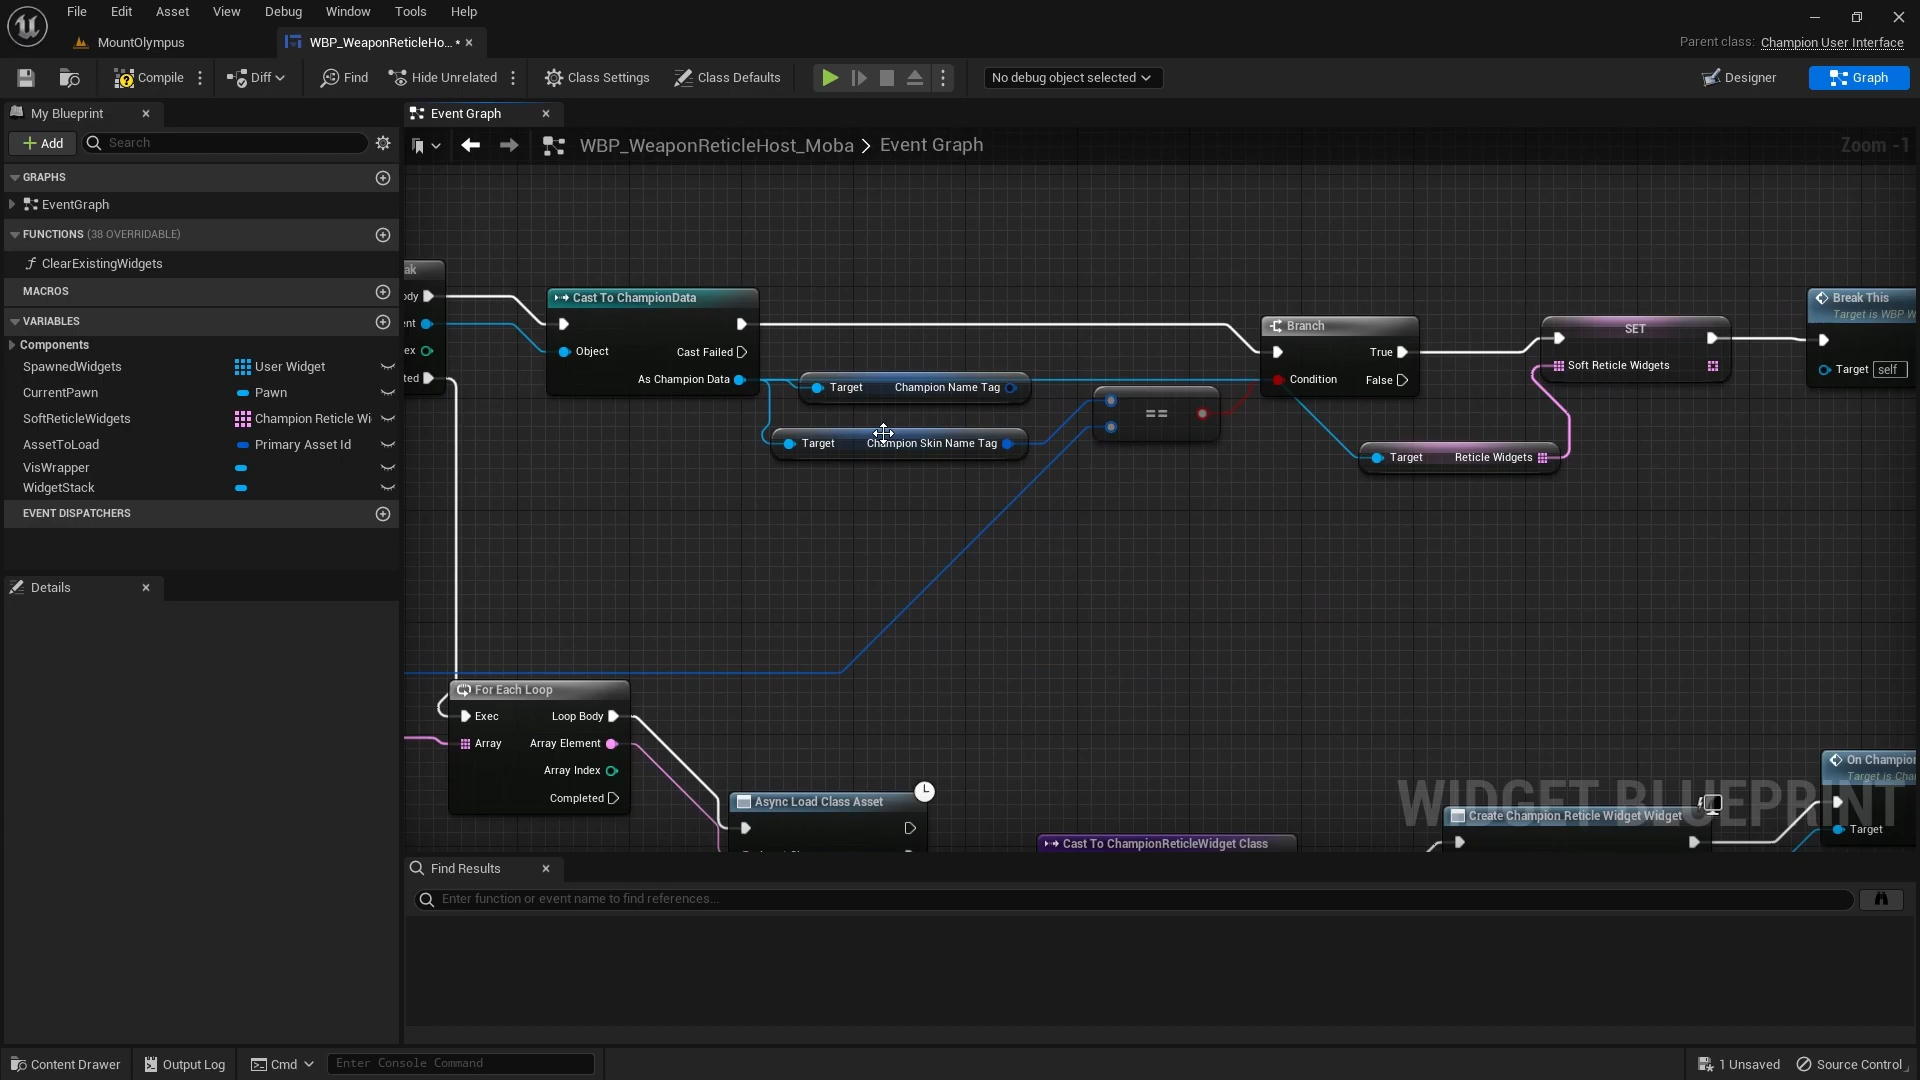 File Edit Asset View Debug Window Tools Help
MountOlympus
WBP_WeaponReticleHo... *
Parent class: Champion User Interface
Compile
Diff
Find
Hide Unrelated
Class Settings
Class Defaults
No debug object selected
Designer
Graph
My Blueprint
Event Graph
Add
Search
WBP_WeaponReticleHost_Moba > Event Graph
Zoom -1
GRAPHS
EventGraph
FUNCTIONS (38 OVERRIDABLE)
ClearExistingWidgets
MACROS
VARIABLES
Components
SpawnedWidgets User Widget
CurrentPawn Pawn
SoftReticleWidgets Champion Reticle Wi
AssetToLoad Primary Asset Id
VisWrapper
WidgetStack
EVENT DISPATCHERS
Details
ak
ody
ent
ex
ted
Cast To ChampionData
Object
Cast Failed
As Champion Data
Target Champion Name Tag
Target Champion Skin Name Tag
==
Branch
True
Condition
False
SET
Soft Reticle Widgets
Target Reticle Widgets
Break This
Target is WBP W
Target self
For Each Loop
Exec Loop Body
Array Array Element
Array Index
Completed
Async Load Class Asset
Cast To ChampionReticleWidget Class
Create Champion Reticle Widget Widget
On Champion
Target is Cha
Target
WIDGET BLUEPRINT
Find Results
Enter function or event name to find references...
Content Drawer
Output Log
Cmd
Enter Console Command
1 Unsaved
Source Control